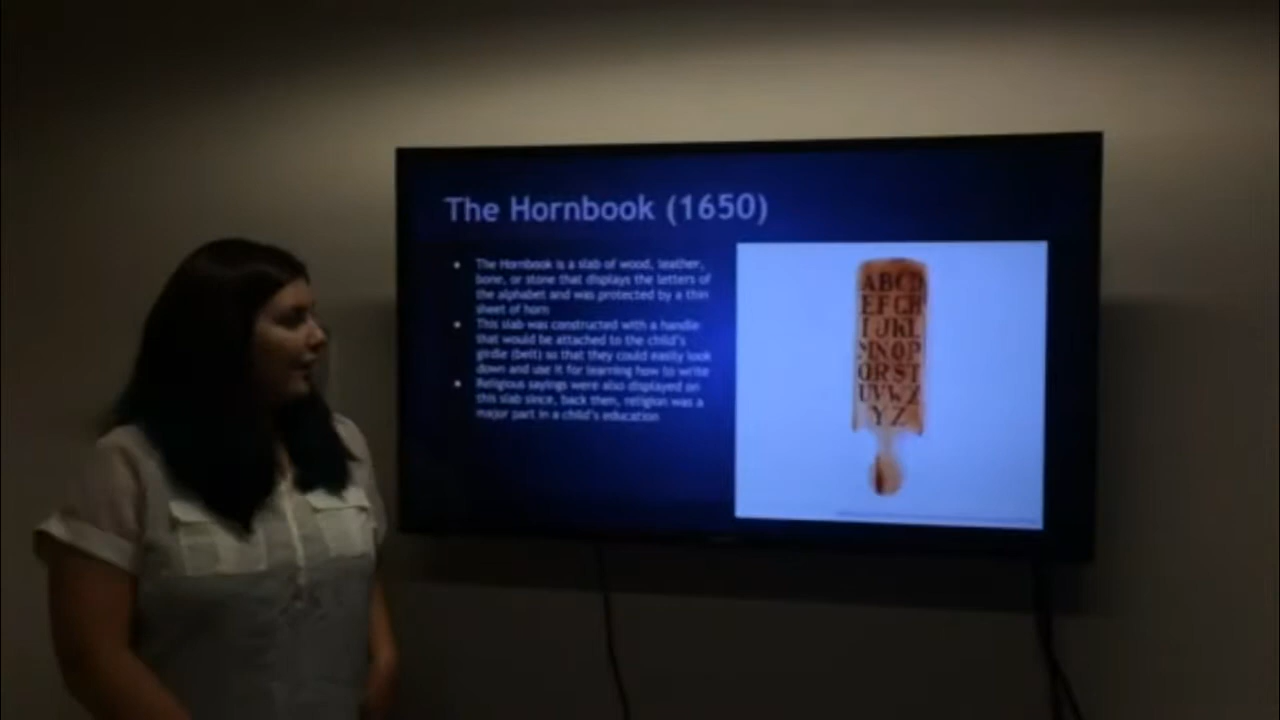 The Hornbook (1650)
The Hornbook is a slab of wood, leather,
bone, or stone that displays the letters of
the alphabet and was protected by a thin
sheet of horn
This slab was constructed with a handle
that would be attached to the child's
girdle (belt) so that they could easily look
down and use it for learning how to write
Religious sayings were also displayed on
this slab since, back then, religion was a
major part in a child's education
ABCD
EFGH
IJKL
MNOP
QRST
UVWZ
YZ